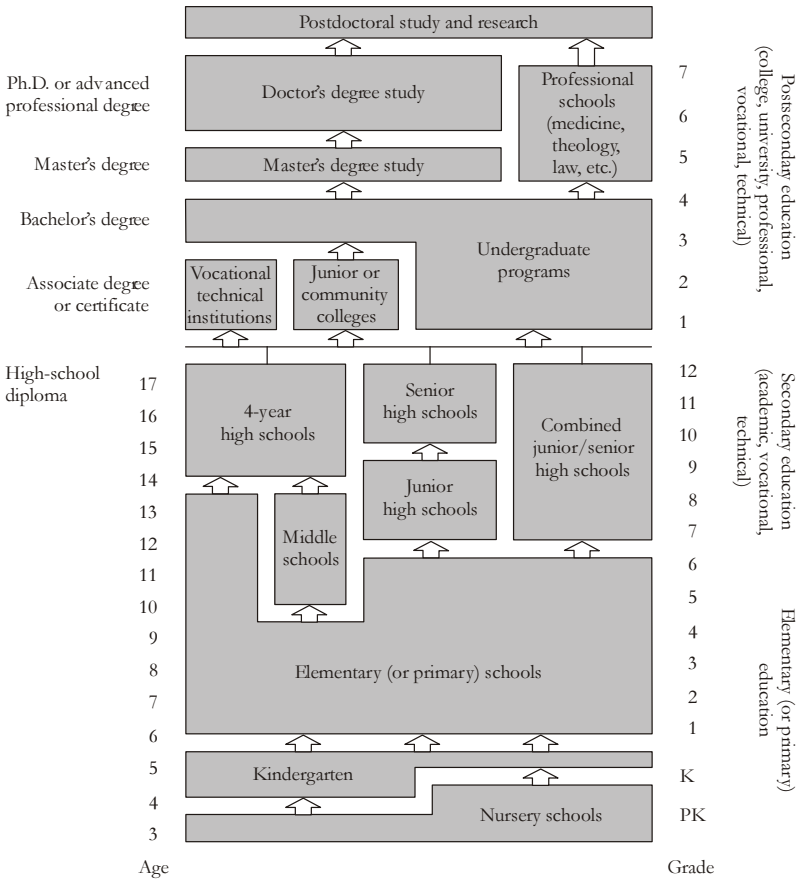 Postdoctoral study and research
Ph.D. or advanced
professional degree
Doctor's degree study
Professional
schools
(medicine,
theology,
law, etc.)
7
6
5
Master's degree
Master's degree study
Bachelor's degree
Undergraduate
programs
4
3
2
1
Associate degree
or certificate
Vocational
technical
institutions
Junior or
community
colleges
Postsecondary education
(college, university, professional,
vocational, technical)
High-school
diploma
17
16
15
14
13
12
11
10
9
8
7
6
5
4
3
Age
4-year
high schools
Senior
high schools
Combined
junior/senior
high schools
Junior
high schools
Middle
schools
Elementary (or primary) schools
Kindergarten
Nursery schools
12
11
10
9
8
7
6
5
4
3
2
1
K
PK
Grade
Secondary education
(academic, vocational,
technical)
Elementary (or primary)
education